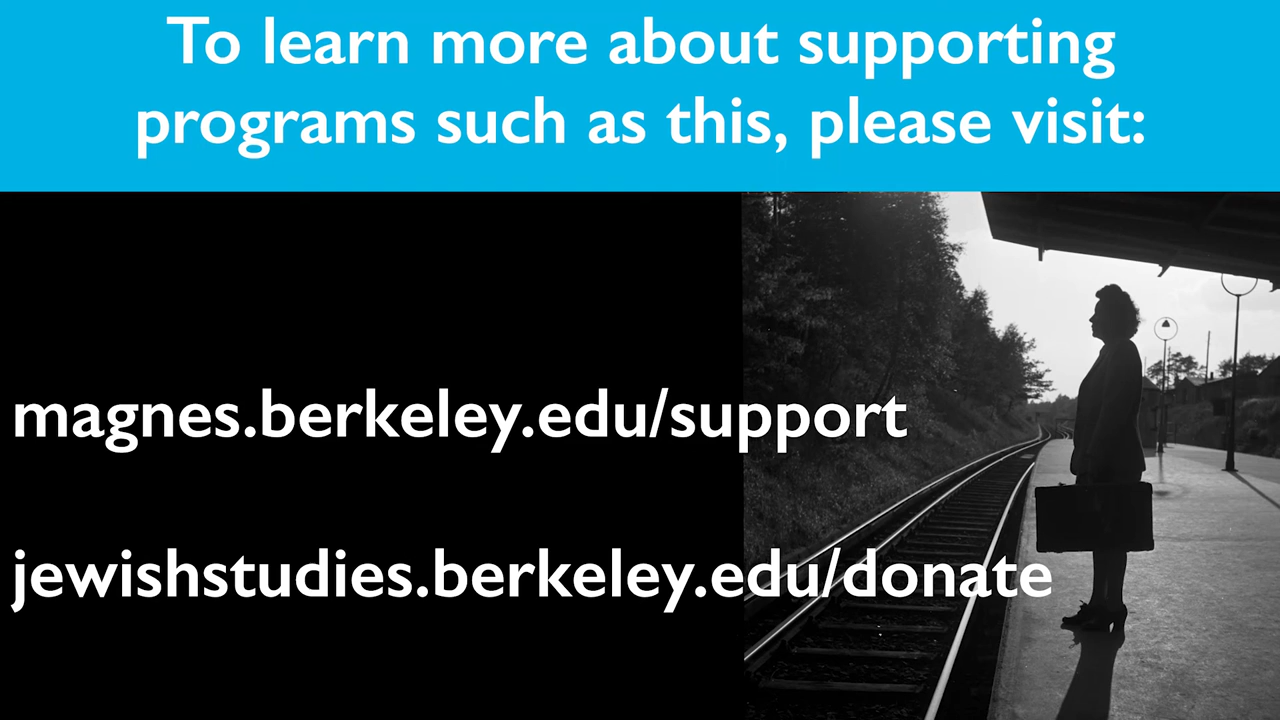 To learn more about supporting
programs such as this, please visit:
magnes.berkeley.edu/support
jewishstudies.berkeley.edu/donate